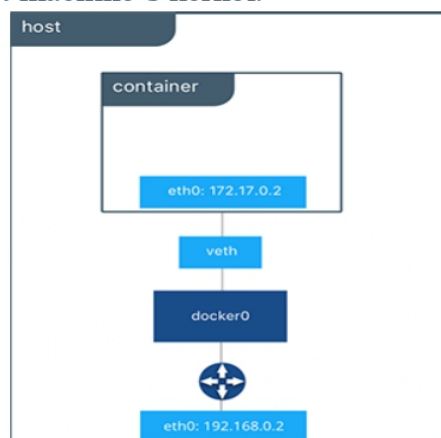 host
container
eth0: 172.17.0.2
veth
docker0
eth0: 192.168.0.2